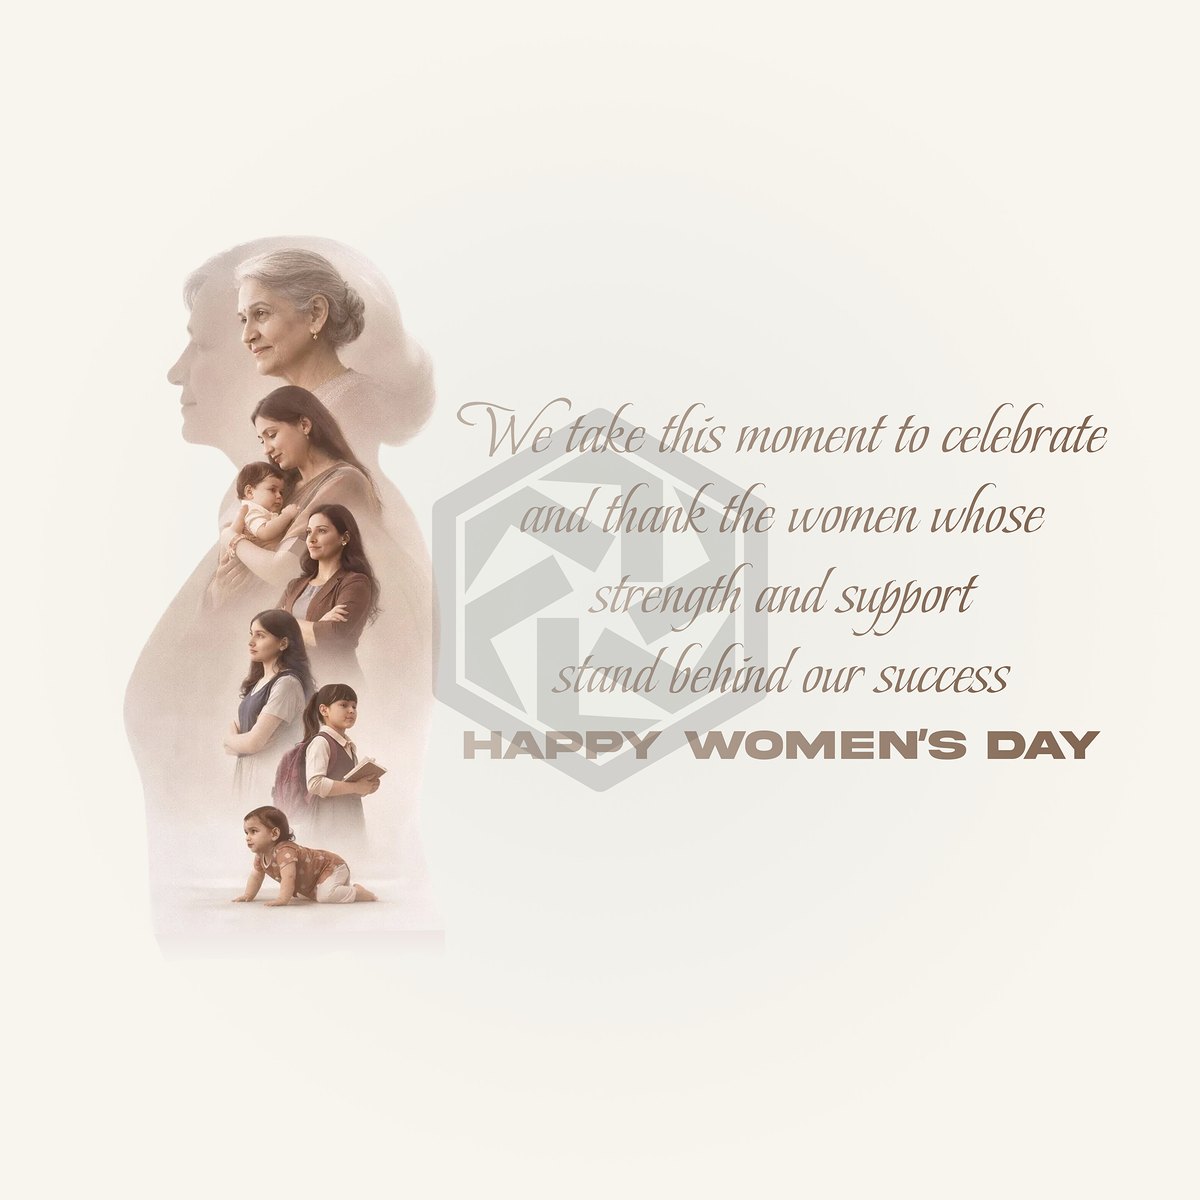 We take this moment to celebrate
and thank the women whose
strength and support
stand behind our success
HAPPY WOMEN'S DAY